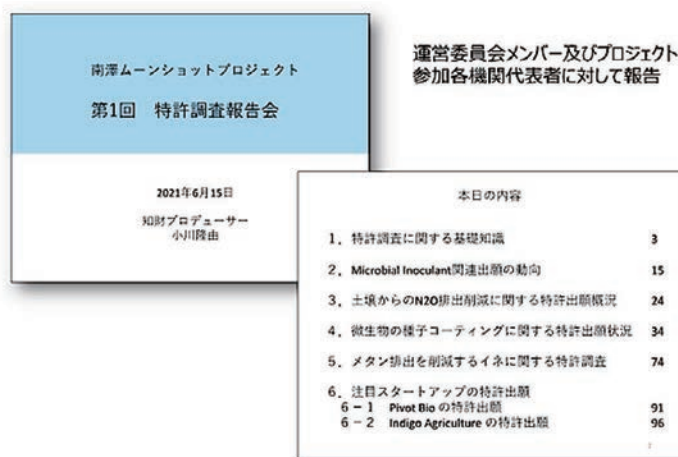 南澤ムーンショットプロジェクト
第1回　特許調査報告会
2021年6月15日
知財プロデューサー
小川隆由
運営委員会メンバー及びプロジェクト
参加各機関代表者に対して報告
本日の内容
1．特許調査に関する基礎知識 3
2．Microbial Inoculant関連出願の動向 15
3．土壌からのN2O排出削減に関する特許出願概況 24
4．微生物の種子コーティングに関する特許出願状況 34
5．メタン排出を削減するイネに関する特許調査 74
6．注目スタートアップの特許出願
6－1　Pivot Bio の特許出願 91
6－2　Indigo Agriculture の特許出願 96
2